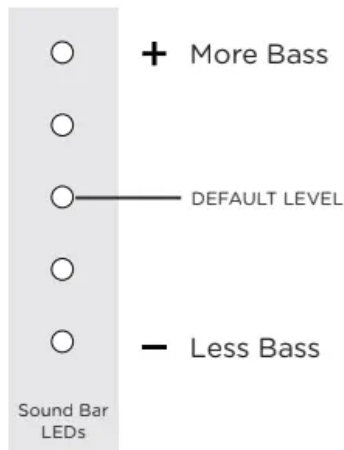 + More Bass
DEFAULT LEVEL
− Less Bass
Sound Bar
LEDs